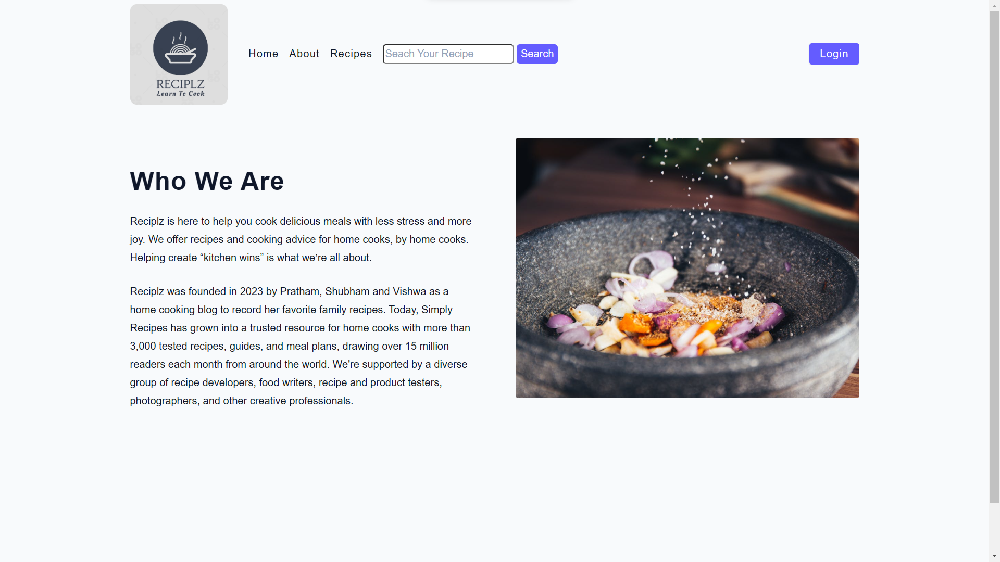 RECIPLZ
Learn To Cook
Home About Recipes Seach Your Recipe Search Login
Who We Are
Reciplz is here to help you cook delicious meals with less stress and more
joy. We offer recipes and cooking advice for home cooks, by home cooks.
Helping create “kitchen wins” is what we’re all about.
Reciplz was founded in 2023 by Pratham, Shubham and Vishwa as a
home cooking blog to record her favorite family recipes. Today, Simply
Recipes has grown into a trusted resource for home cooks with more than
3,000 tested recipes, guides, and meal plans, drawing over 15 million
readers each month from around the world. We're supported by a diverse
group of recipe developers, food writers, recipe and product testers,
photographers, and other creative professionals.